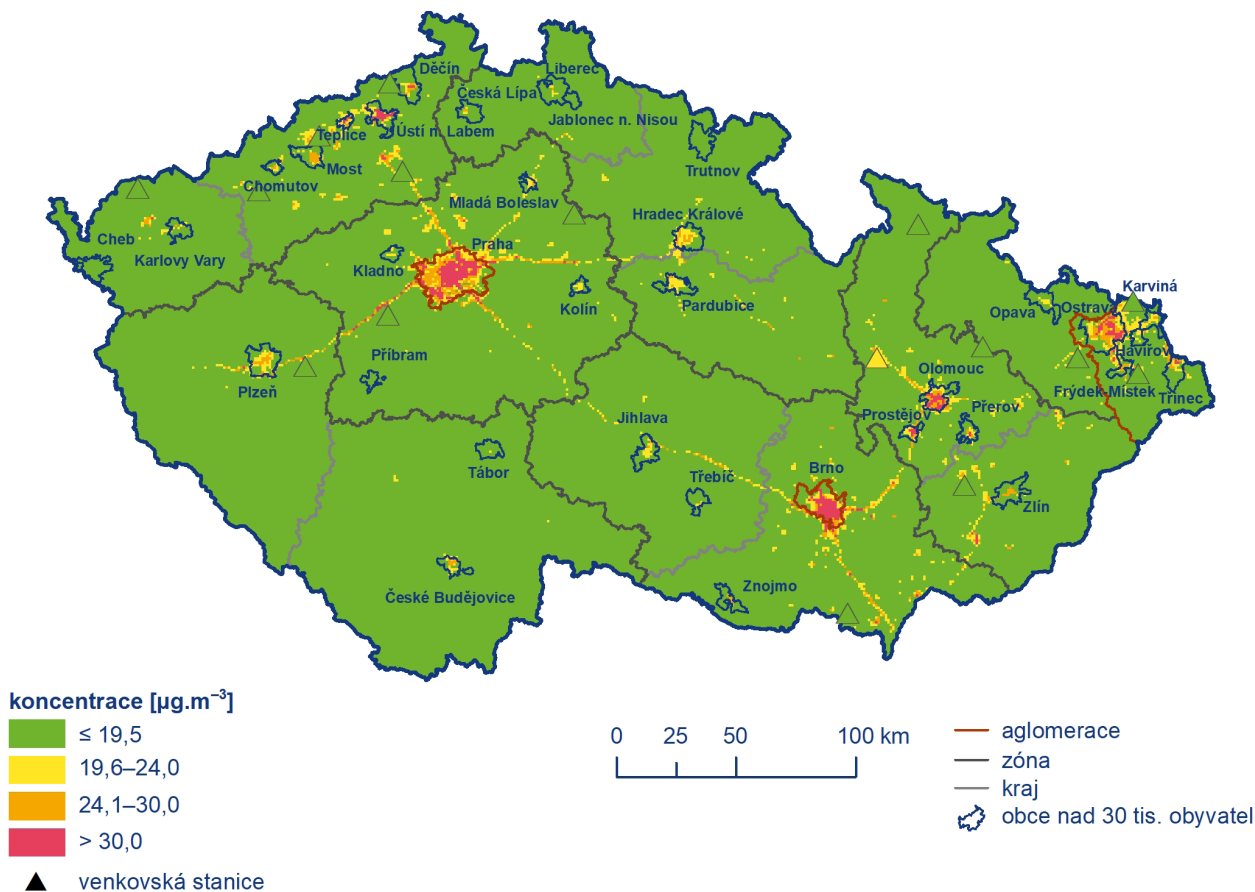 Děčín
Liberec
Česká Lípa
Jablonec n. Nisou
Teplice
Ústí n. Labem
Most
Trutnov
Chomutov
Mladá Boleslav
Hradec Králové
Cheb
Karlovy Vary
Praha
Kladno
Kolín
Pardubice
Karviná
Opava
Ostrava
Havířov
Příbram
Plzeň
Olomouc
Frýdek-Místek
Třinec
Prostějov
Přerov
Jihlava
Tábor
Třebíč
Brno
Zlín
České Budějovice
Znojmo
koncentrace [µg.m⁻³]
≤ 19,5
19,6–24,0
24,1–30,0
> 30,0
venkovská stanice
0 25 50 100 km
aglomerace
zóna
kraj
obce nad 30 tis. obyvatel